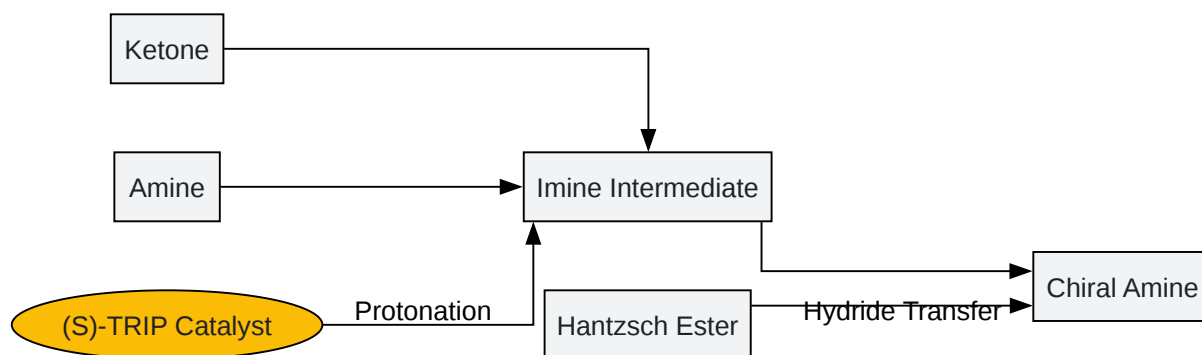 Ketone
Amine
Imine Intermediate
(S)-TRIP Catalyst
Protonation
Hantzsch Ester
Hydride Transfer
Chiral Amine